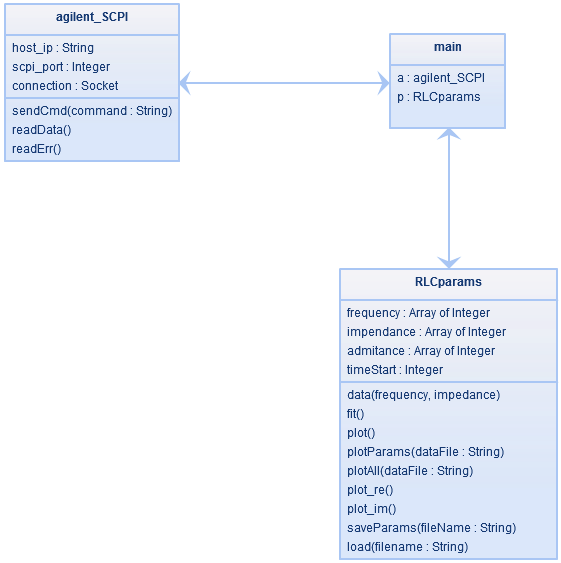 agilent_SCPI
host_ip : String
scpi_port : Integer
connection : Socket
sendCmd(command : String)
readData()
readErr()
main
a : agilent_SCPI
p : RLCparams
RLCparams
frequency : Array of Integer
impendance : Array of Integer
admitance : Array of Integer
timeStart : Integer
data(frequency, impedance)
fit()
plot()
plotParams(dataFile : String)
plotAll(dataFile : String)
plot_re()
plot_im()
saveParams(fileName : String)
load(filename : String)